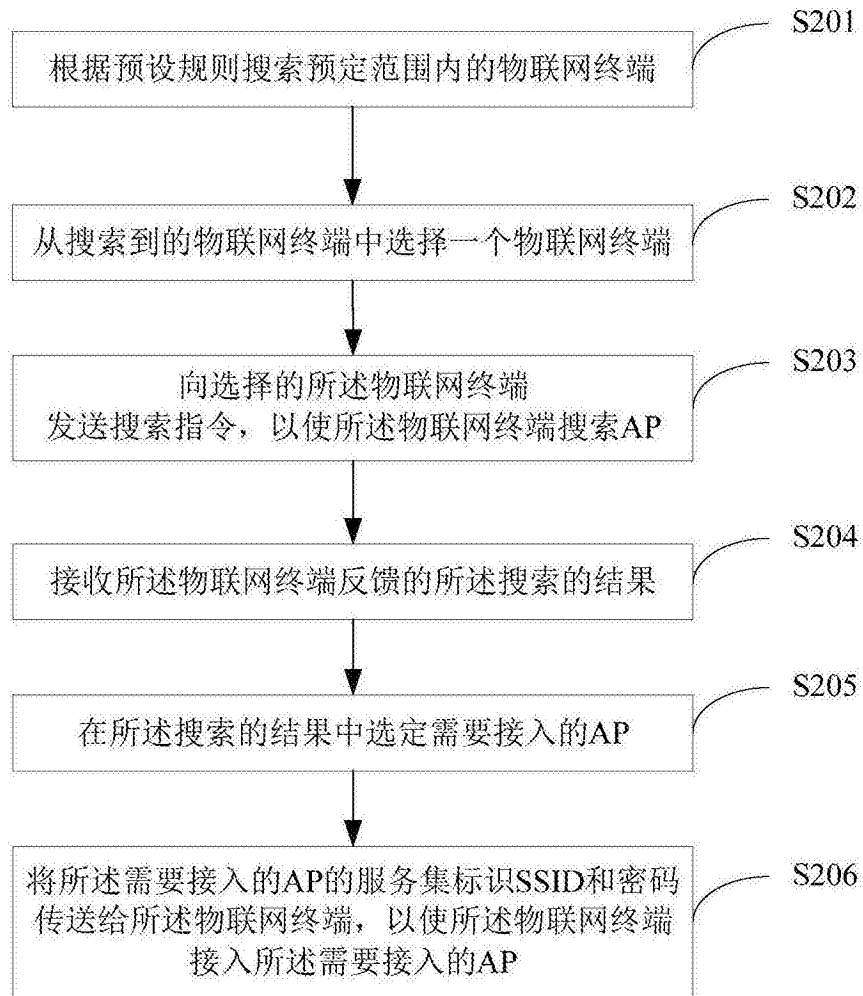 S201
根据预设规则搜索预定范围内的物联网终端
S202
从搜索到的物联网终端中选择一个物联网终端
S203
向选择的所述物联网终端
发送搜索指令，以使所述物联网终端搜索AP
S204
接收所述物联网终端反馈的所述搜索的结果
S205
在所述搜索的结果中选定需要接入的AP
S206
将所述需要接入的AP的服务集标识SSID和密码
传送给所述物联网终端，以使所述物联网终端
接入所述需要接入的AP